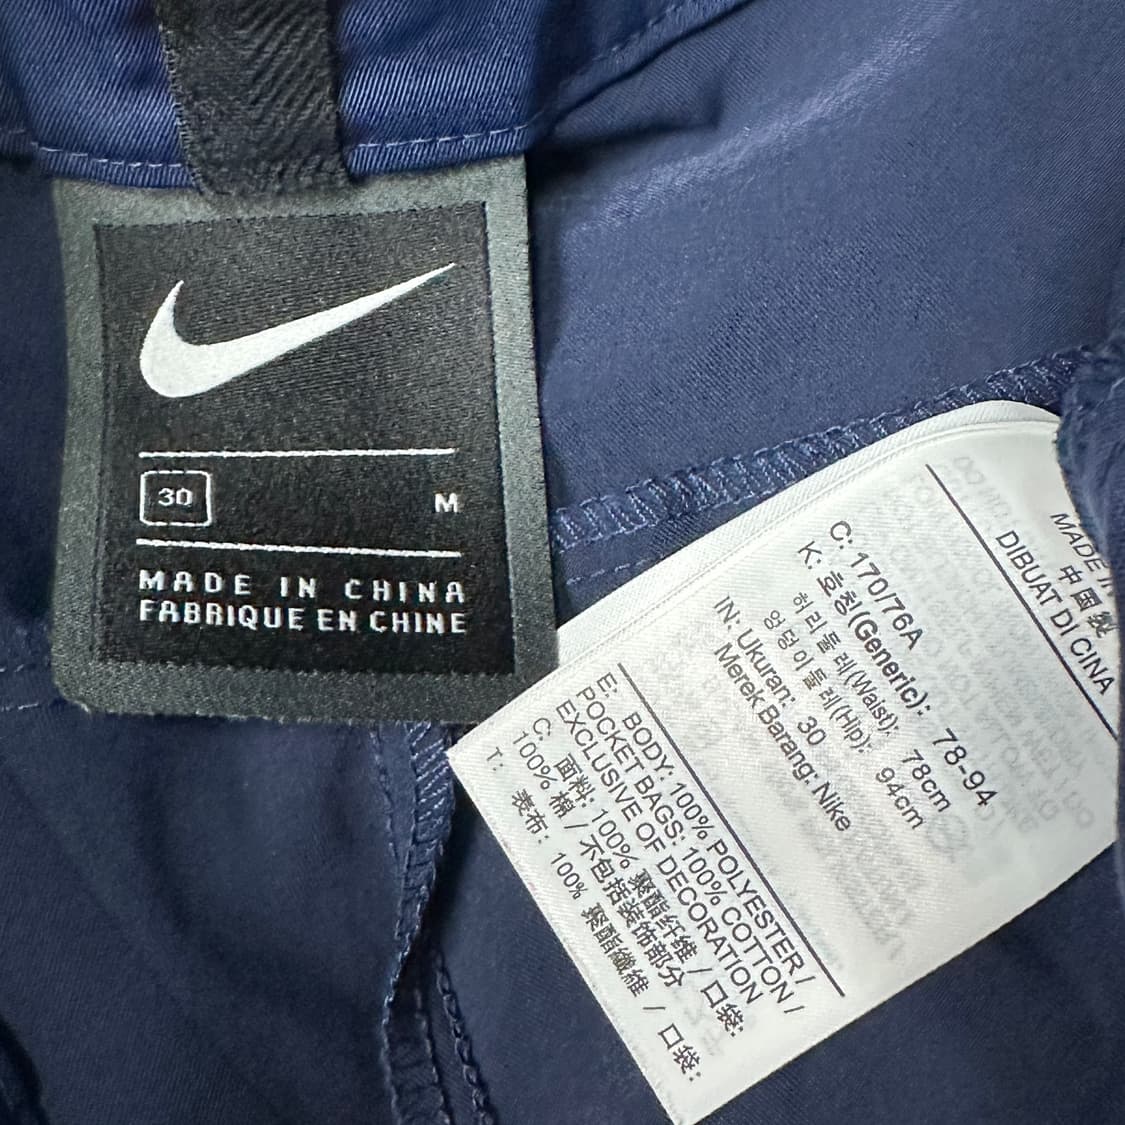 30 M
MADE IN CHINA
FABRIQUE EN CHINE
中國製
DIBUAT DI CINA
C: 170/76A
K: 호칭(Generic): 78-94
허리둘레(Waist): 78cm
엉덩이둘레(Hip): 94cm
IN: Ukuran: 30
Merek Barang: Nike
E: BODY: 100% POLYESTER /
POCKET BAGS: 100% COTTON /
EXCLUSIVE OF DECORATION
C: 面料: 100% 聚酯纤维 / 口袋:
100% 棉 / 不包括装饰部分
T: 表布: 100% 聚酯纖維 / 口袋: